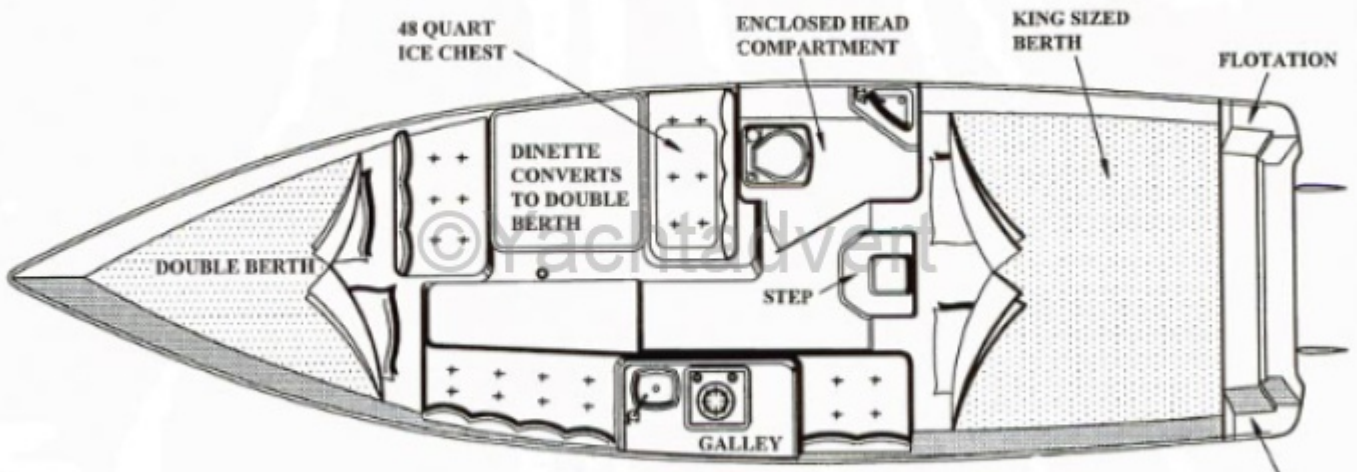 48 QUART
ICE CHEST
ENCLOSED HEAD
COMPARTMENT
KING SIZED
BERTH
FLOTATION
DINETTE
CONVERTS
TO DOUBLE
BERTH
©Yachtadvert
DOUBLE BERTH
STEP
GALLEY